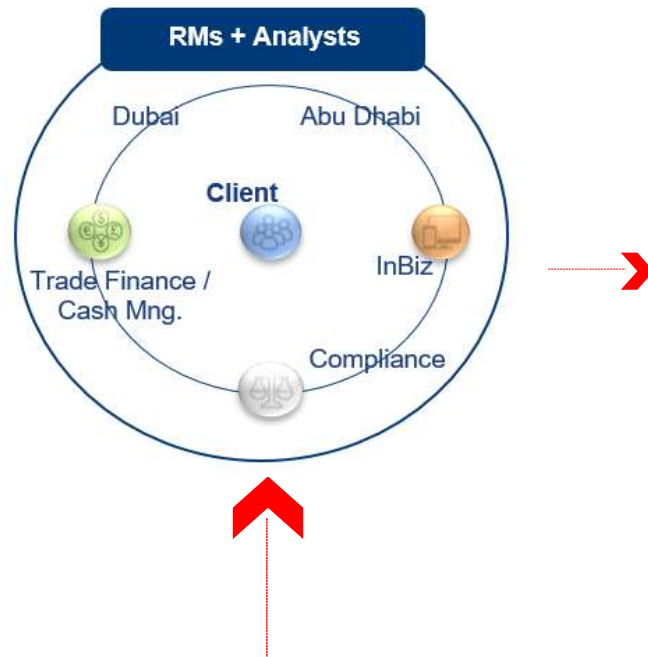 RMs + Analysts
Dubai
Abu Dhabi
Client
InBiz
Trade Finance /
Cash Mng.
Compliance
$
€
£
¥